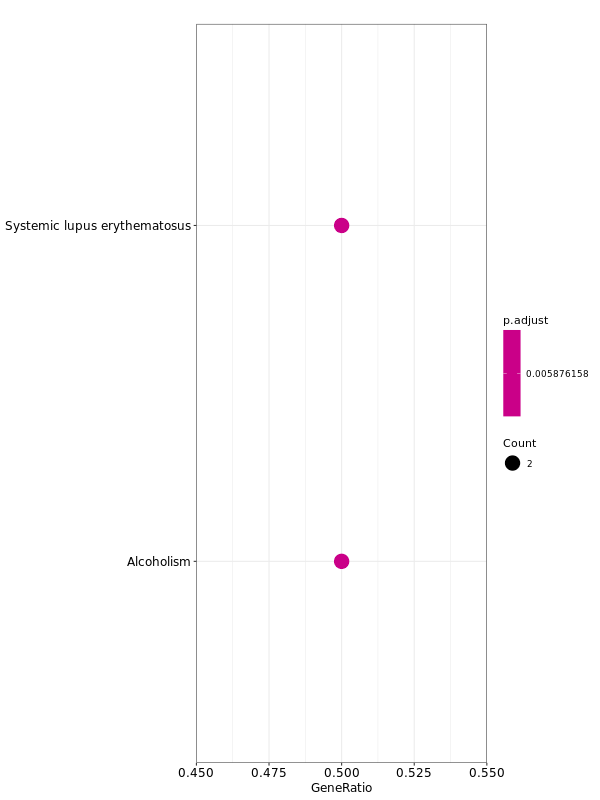 Systemic lupus erythematosus
Alcoholism
0.450 0.475 0.500 0.525 0.550
GeneRatio
p.adjust
0.005876158
Count
2